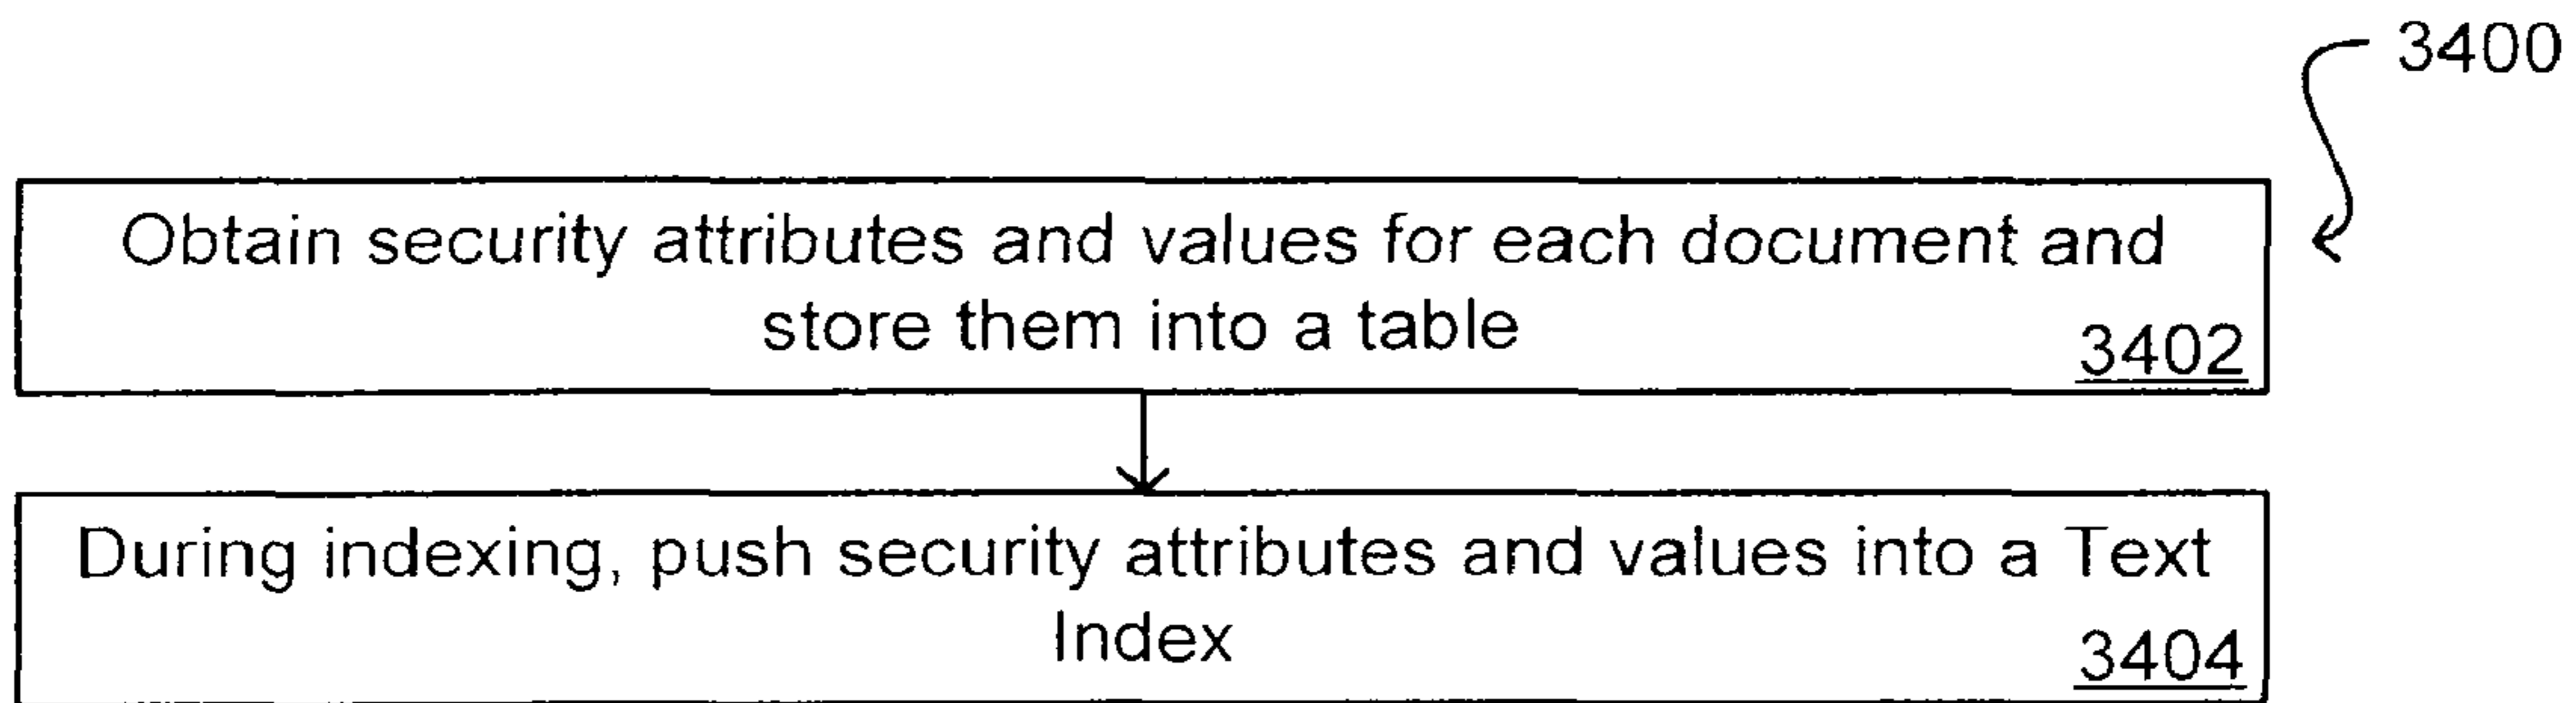 3400
Obtain security attributes and values for each document and
store them into a table
3402
During indexing, push security attributes and values into a Text
Index
3404